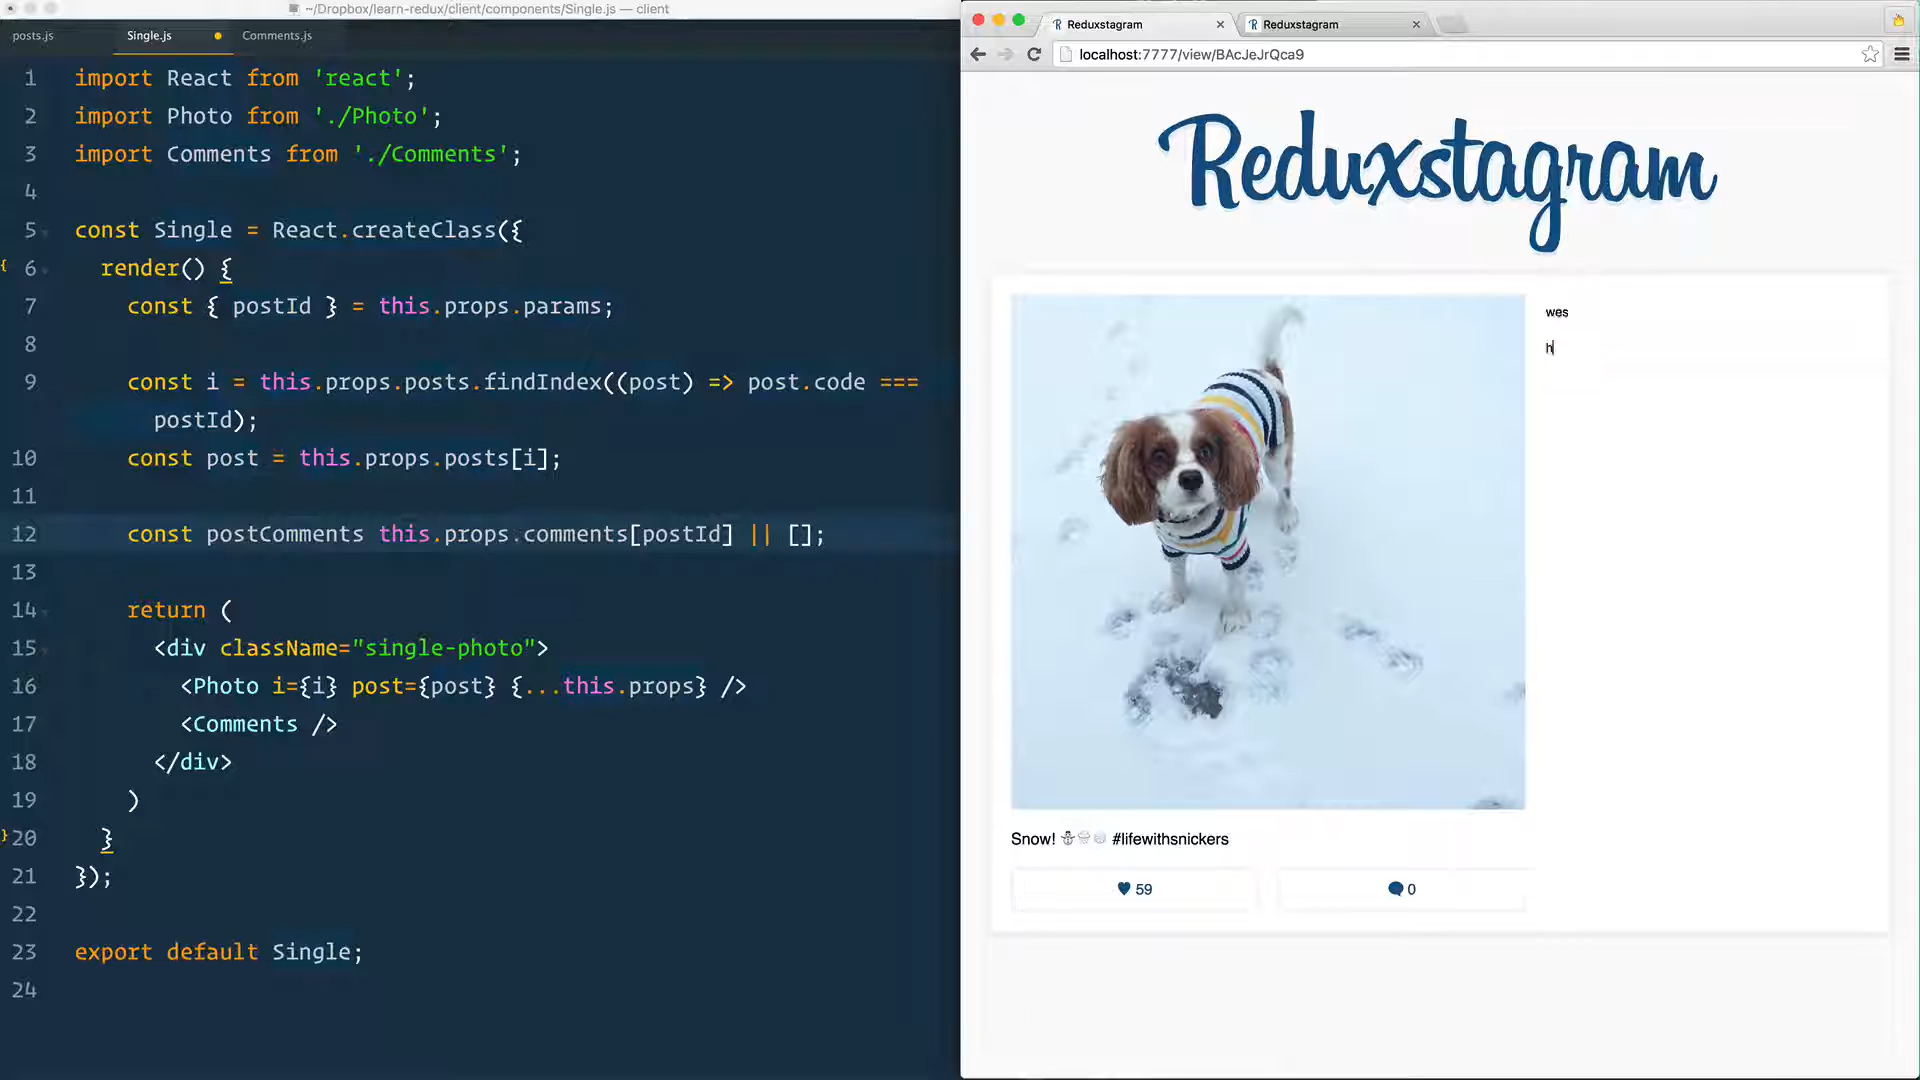 ~/Dropbox/learn-redux/client/components/Single.js — client
posts.js
Single.js
Comments.js
1 import React from 'react';
2 import Photo from './Photo';
3 import Comments from './Comments';
4
5 const Single = React.createClass({
6 render() {
7 const { postId } = this.props.params;
8
9 const i = this.props.posts.findIndex((post) => post.code ===
postId);
10 const post = this.props.posts[i];
11
12 const postComments this.props.comments[postId] || [];
13
14 return (
15 <div className="single-photo">
16 <Photo i={i} post={post} {...this.props} />
17 <Comments />
18 </div>
19 )
20 }
21 });
22
23 export default Single;
24
Reduxstagram
Reduxstagram
localhost:7777/view/BAcJeJrQca9
Reduxstagram
wes
h
Snow! ☃🌨❄ #lifewithsnickers
59
0